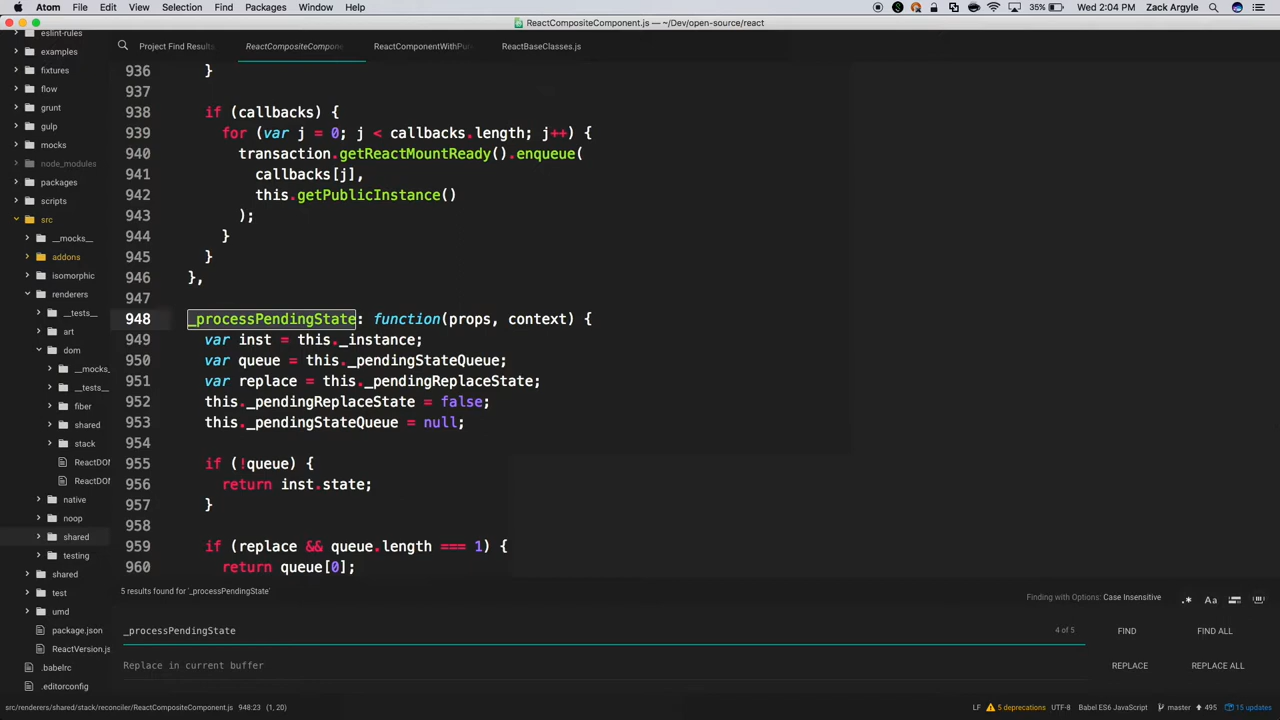 Atom File Edit View Selection Find Packages Window Help 35% Wed 2:04 PM Zack Argyle
ReactCompositeComponent.js — ~/Dev/open-source/react
eslint-rules
examples
fixtures
flow
grunt
gulp
mocks
node_modules
packages
scripts
src
__mocks__
addons
isomorphic
renderers
__tests__
art
dom
__mocks_
__tests_
fiber
shared
stack
ReactDOM
ReactDOM
native
noop
shared
testing
shared
test
umd
package.json
ReactVersion.js
.babelrc
.editorconfig
Project Find Results ReactCompositeCompone ReactComponentWithPur ReactBaseClasses.js
936 }
937
938 if (callbacks) {
939 for (var j = 0; j < callbacks.length; j++) {
940 transaction.getReactMountReady().enqueue(
941 callbacks[j],
942 this.getPublicInstance()
943 );
944 }
945 }
946 },
947
948 _processPendingState: function(props, context) {
949 var inst = this._instance;
950 var queue = this._pendingStateQueue;
951 var replace = this._pendingReplaceState;
952 this._pendingReplaceState = false;
953 this._pendingStateQueue = null;
954
955 if (!queue) {
956 return inst.state;
957 }
958
959 if (replace && queue.length === 1) {
960 return queue[0];
5 results found for '_processPendingState' Finding with Options: Case Insensitive .* Aa
_processPendingState 4 of 5 FIND FIND ALL
Replace in current buffer REPLACE REPLACE ALL
src/renderers/shared/stack/reconciler/ReactCompositeComponent.js 948:23 (1, 20) LF 5 deprecations UTF-8 Babel ES6 JavaScript master 495 15 updates